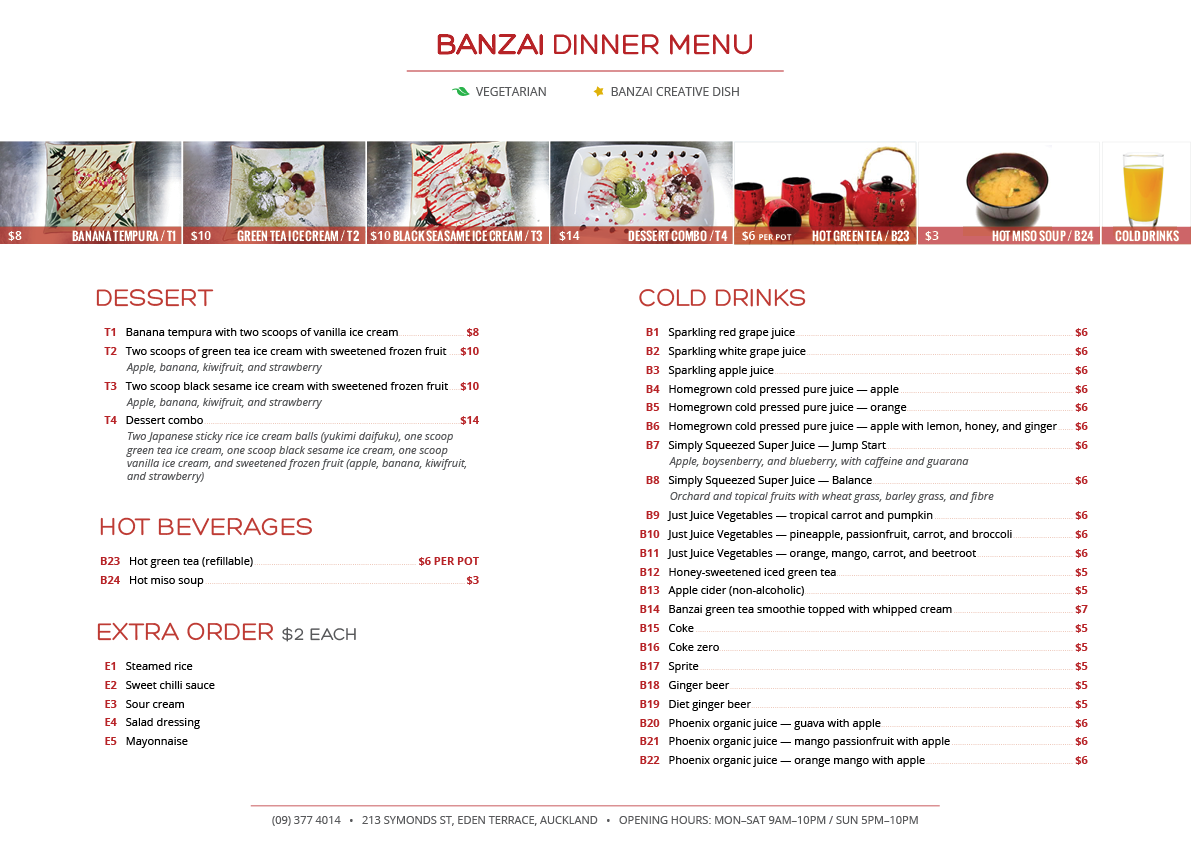 BANZAI DINNER MENU
VEGETARIAN BANZAI CREATIVE DISH
$8 BANANA TEMPURA / T1
$10 GREEN TEA ICE CREAM / T2
$10 BLACK SEASAME ICE CREAM / T3
$14 DESSERT COMBO / T4
$6 PER POT HOT GREEN TEA / B23
$3 HOT MISO SOUP / B24
COLD DRINKS
DESSERT
T1 Banana tempura with two scoops of vanilla ice cream $8
T2 Two scoops of green tea ice cream with sweetened frozen fruit $10
Apple, banana, kiwifruit, and strawberry
T3 Two scoop black sesame ice cream with sweetened frozen fruit $10
Apple, banana, kiwifruit, and strawberry
T4 Dessert combo $14
Two Japanese sticky rice ice cream balls (yukimi daifuku), one scoop
green tea ice cream, one scoop black sesame ice cream, one scoop
vanilla ice cream, and sweetened frozen fruit (apple, banana, kiwifruit,
and strawberry)
HOT BEVERAGES
B23 Hot green tea (refillable) $6 PER POT
B24 Hot miso soup $3
EXTRA ORDER $2 EACH
E1 Steamed rice
E2 Sweet chilli sauce
E3 Sour cream
E4 Salad dressing
E5 Mayonnaise
COLD DRINKS
B1 Sparkling red grape juice $6
B2 Sparkling white grape juice $6
B3 Sparkling apple juice $6
B4 Homegrown cold pressed pure juice — apple $6
B5 Homegrown cold pressed pure juice — orange $6
B6 Homegrown cold pressed pure juice — apple with lemon, honey, and ginger $6
B7 Simply Squeezed Super Juice — Jump Start $6
Apple, boysenberry, and blueberry, with caffeine and guarana
B8 Simply Squeezed Super Juice — Balance $6
Orchard and topical fruits with wheat grass, barley grass, and fibre
B9 Just Juice Vegetables — tropical carrot and pumpkin $6
B10 Just Juice Vegetables — pineapple, passionfruit, carrot, and broccoli $6
B11 Just Juice Vegetables — orange, mango, carrot, and beetroot $6
B12 Honey-sweetened iced green tea $5
B13 Apple cider (non-alcoholic) $5
B14 Banzai green tea smoothie topped with whipped cream $7
B15 Coke $5
B16 Coke zero $5
B17 Sprite $5
B18 Ginger beer $5
B19 Diet ginger beer $5
B20 Phoenix organic juice — guava with apple $6
B21 Phoenix organic juice — mango passionfruit with apple $6
B22 Phoenix organic juice — orange mango with apple $6
(09) 377 4014 • 213 SYMONDS ST, EDEN TERRACE, AUCKLAND • OPENING HOURS: MON–SAT 9AM–10PM / SUN 5PM–10PM